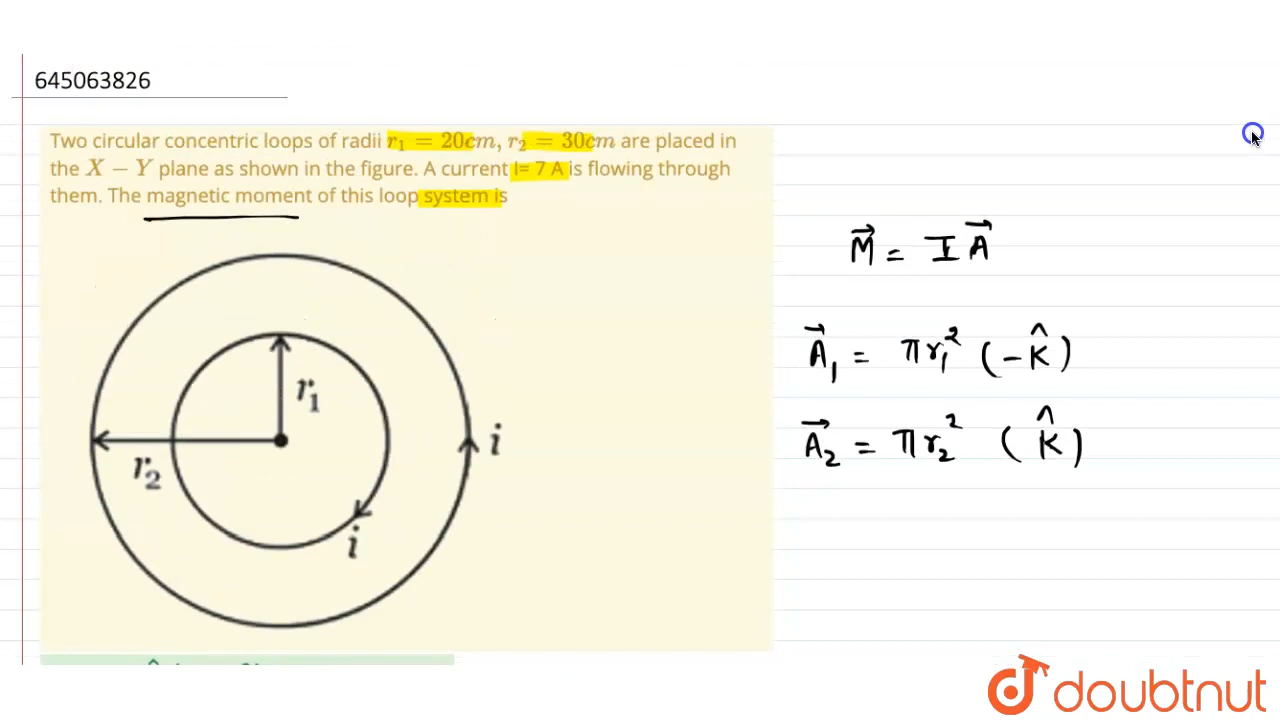 645063826
Two circular concentric loops of radii r₁ = 20cm, r₂ = 30cm are placed in
the X − Y plane as shown in the figure. A current I= 7 A is flowing through
them. The magnetic moment of this loop system is
M⃗ = I A⃗
A⃗₁ = πr₁² (−k̂)
A⃗₂ = πr₂² (k̂)
r₁
r₂
i
i
doubtnut